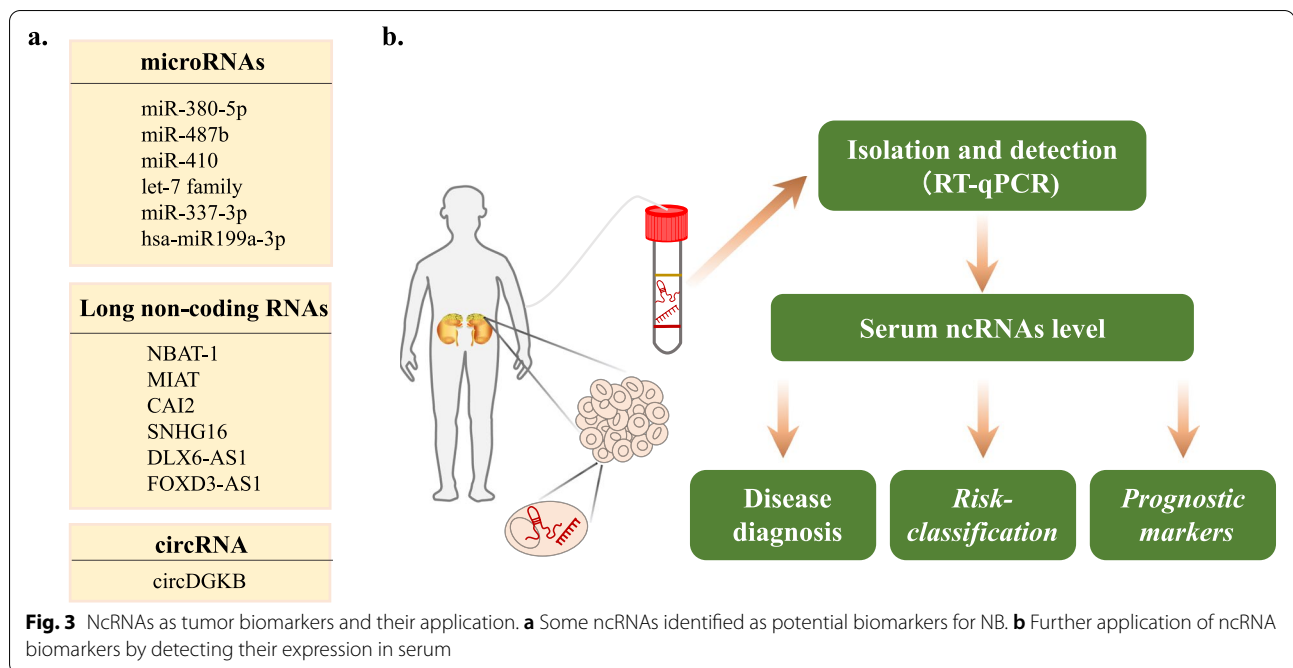 a.
microRNAs
miR-380-5p
miR-487b
miR-410
let-7 family
miR-337-3p
hsa-miR199a-3p
Long non-coding RNAs
NBAT-1
MIAT
CAI2
SNHG16
DLX6-AS1
FOXD3-AS1
circRNA
circDGKB
b.
Isolation and detection
（RT-qPCR)
Serum ncRNAs level
Disease
diagnosis
Risk-
classification
Prognostic
markers
Fig. 3 NcRNAs as tumor biomarkers and their application. a Some ncRNAs identified as potential biomarkers for NB. b Further application of ncRNA
biomarkers by detecting their expression in serum